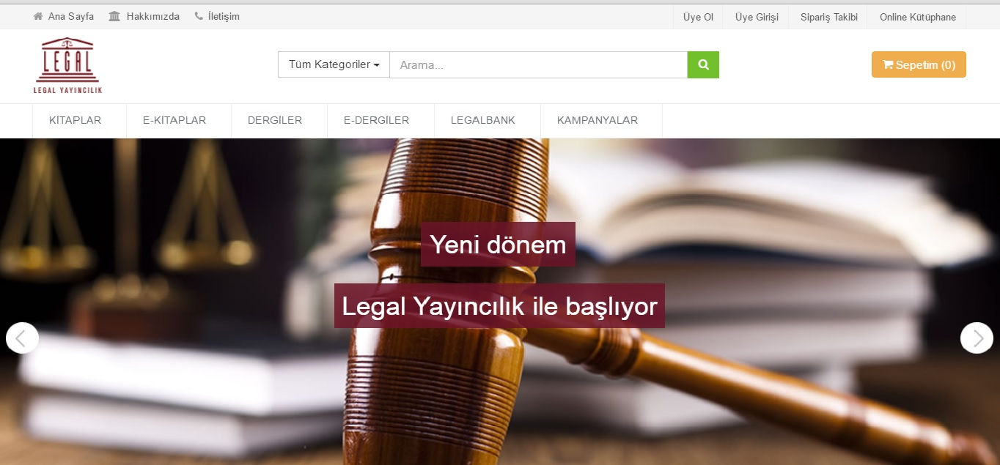 Ana Sayfa Hakkımızda İletişim Üye Ol Üye Girişi Sipariş Takibi Online Kütüphane
LEGAL
LEGAL YAYINCILIK
Tüm Kategoriler Arama... Sepetim (0)
KİTAPLAR E-KİTAPLAR DERGİLER E-DERGİLER LEGALBANK KAMPANYALAR
Yeni dönem
Legal Yayıncılık ile başlıyor